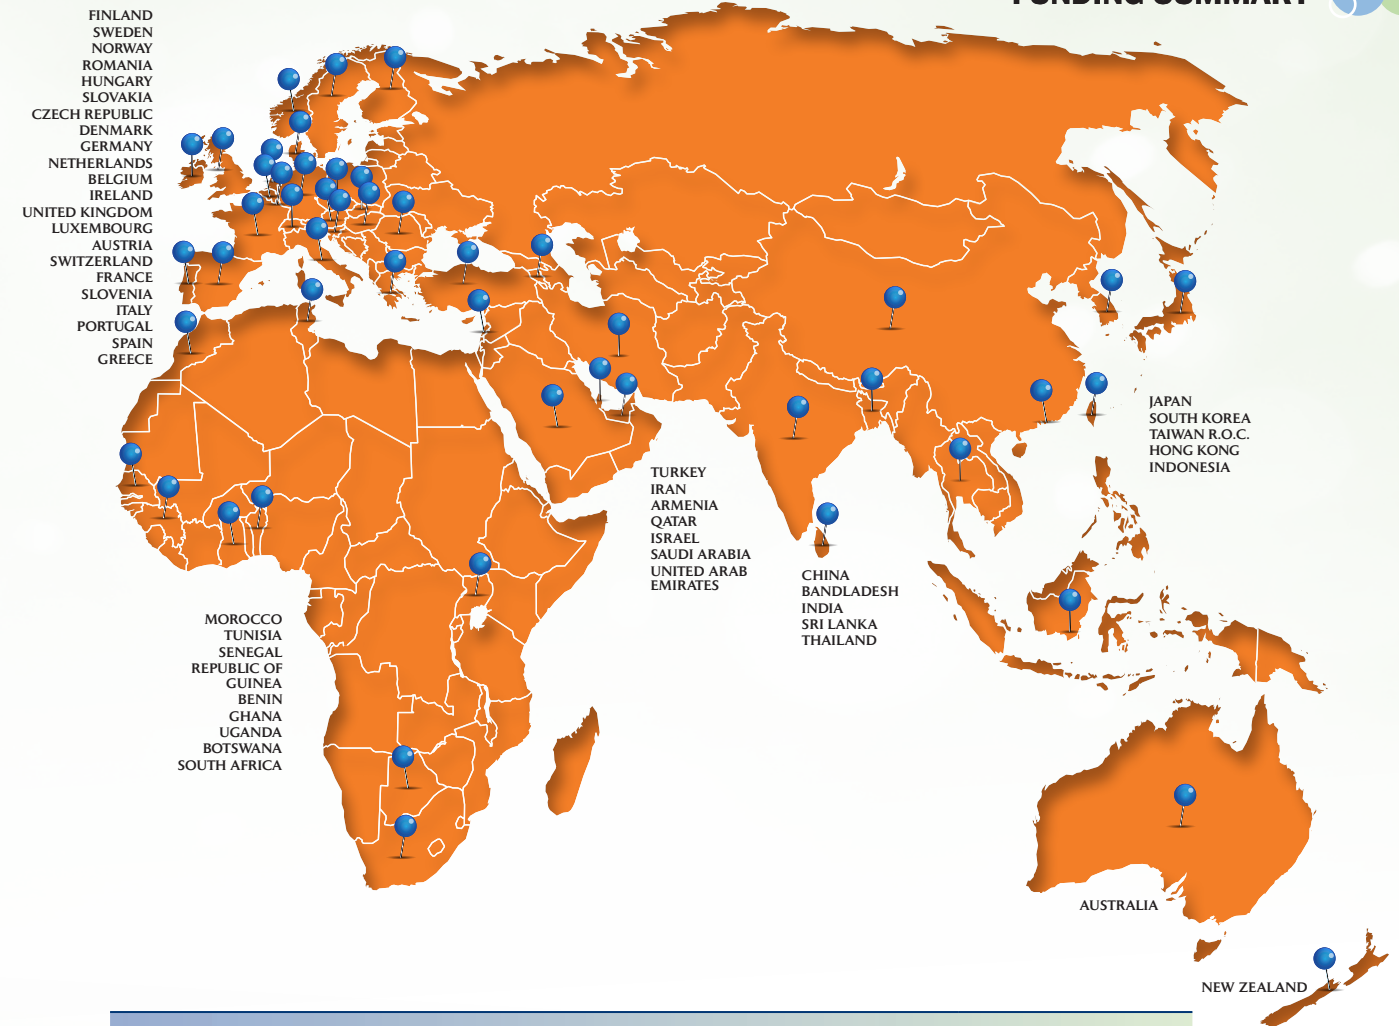 FUNDING SUMMARY
FINLAND
SWEDEN
NORWAY
ROMANIA
HUNGARY
SLOVAKIA
CZECH REPUBLIC
DENMARK
GERMANY
NETHERLANDS
BELGIUM
IRELAND
UNITED KINGDOM
LUXEMBOURG
AUSTRIA
SWITZERLAND
FRANCE
SLOVENIA
ITALY
PORTUGAL
SPAIN
GREECE
JAPAN
SOUTH KOREA
TAIWAN R.O.C.
HONG KONG
INDONESIA
TURKEY
IRAN
ARMENIA
QATAR
ISRAEL
SAUDI ARABIA
UNITED ARAB
EMIRATES
CHINA
BANDLADESH
INDIA
SRI LANKA
THAILAND
MOROCCO
TUNISIA
SENEGAL
REPUBLIC OF
GUINEA
BENIN
GHANA
UGANDA
BOTSWANA
SOUTH AFRICA
AUSTRALIA
NEW ZEALAND